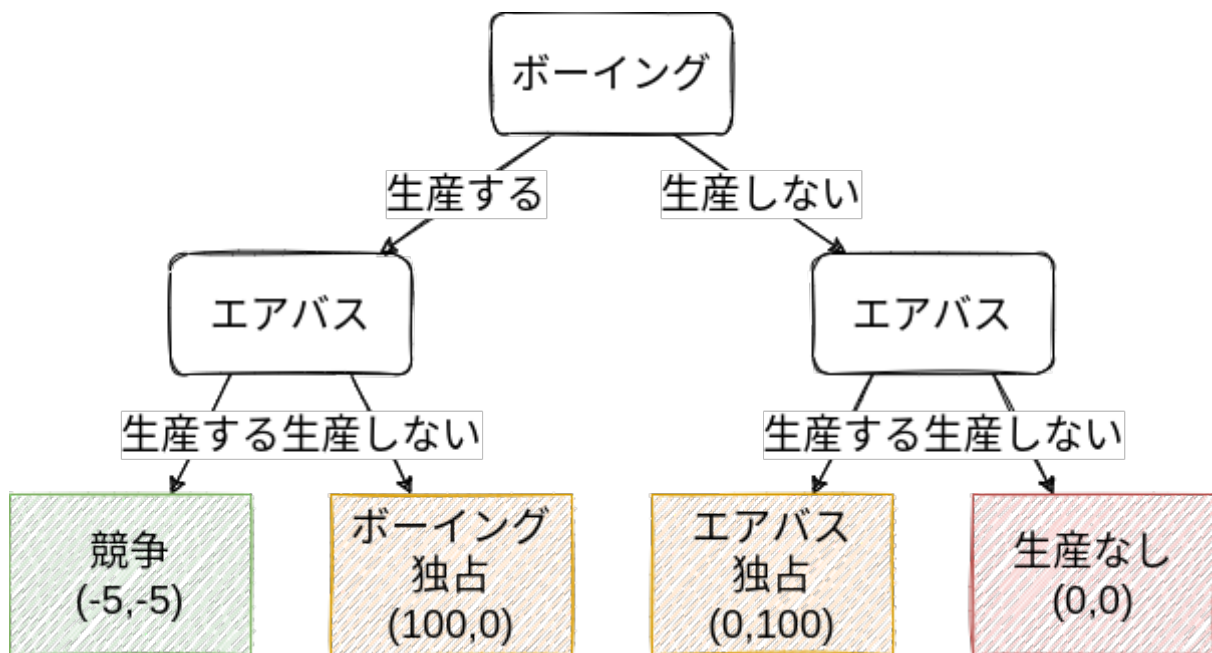 ボーイング
生産する
生産しない
エアバス
エアバス
生産する
生産しない
生産する
生産しない
競争
(-5,-5)
ボーイング
独占
(100,0)
エアバス
独占
(0,100)
生産なし
(0,0)